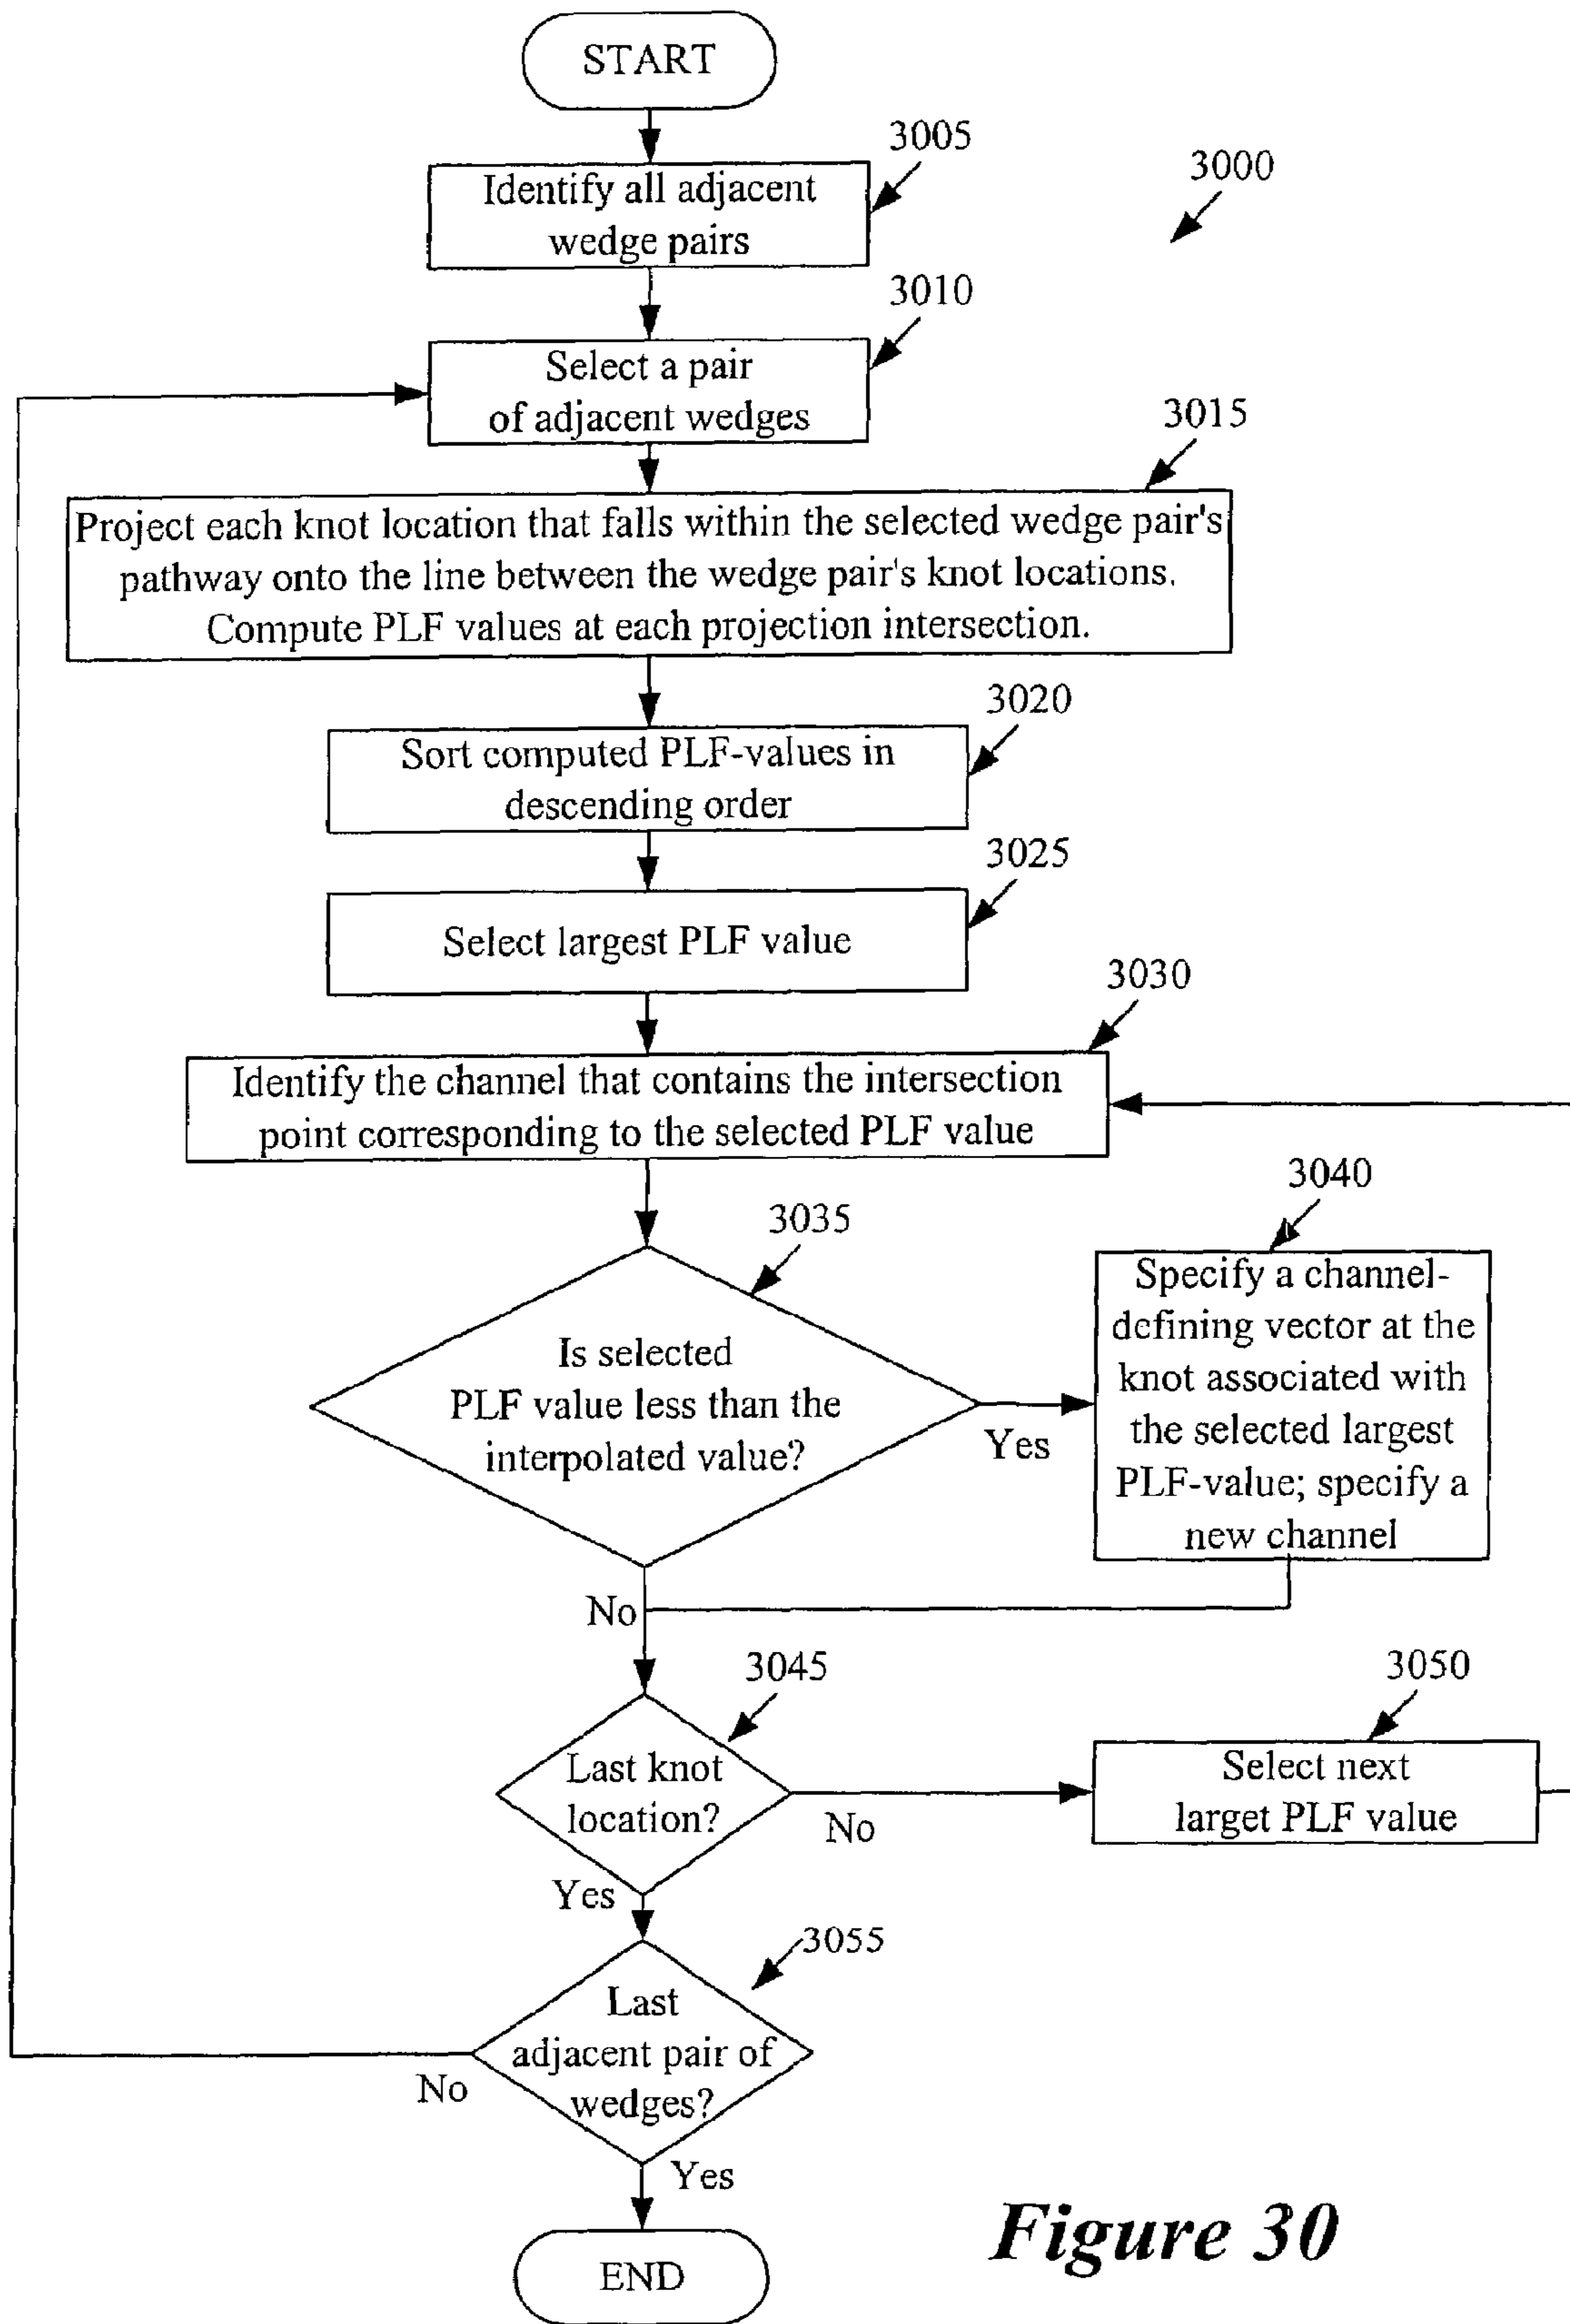 START
3005
3000
Identify all adjacent
wedge pairs
3010
Select a pair
of adjacent wedges
3015
Project each knot location that falls within the selected wedge pair's
pathway onto the line between the wedge pair's knot locations.
Compute PLF values at each projection intersection.
3020
Sort computed PLF-values in
descending order
3025
Select largest PLF value
3030
Identify the channel that contains the intersection
point corresponding to the selected PLF value
3035
Is selected
PLF value less than the
interpolated value?
Yes
3040
Specify a channel-
defining vector at the
knot associated with
the selected largest
PLF-value; specify a
new channel
No
3045
Last knot
location?
No
3050
Select next
larget PLF value
Yes
3055
Last
adjacent pair of
wedges?
No
Yes
END
Figure 30